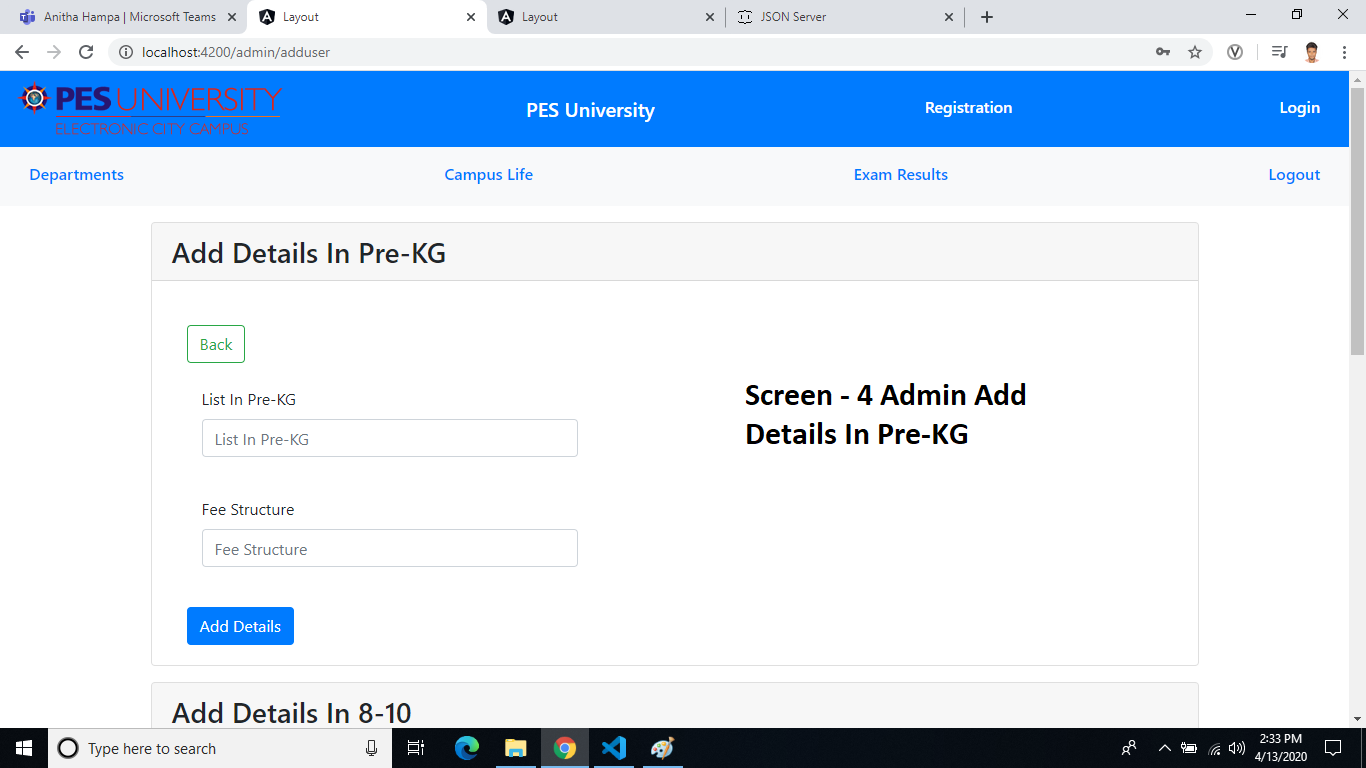 Anitha Hampa | Microsoft Teams
Layout
Layout
JSON Server
localhost:4200/admin/adduser
PES UNIVERSITY
ELECTRONIC CITY CAMPUS
PES University
Registration
Login
Departments
Campus Life
Exam Results
Logout
Add Details In Pre-KG
Back
List In Pre-KG
List In Pre-KG
Screen - 4 Admin Add
Details In Pre-KG
Fee Structure
Fee Structure
Add Details
Add Details In 8-10
Type here to search
2:33 PM
4/13/2020